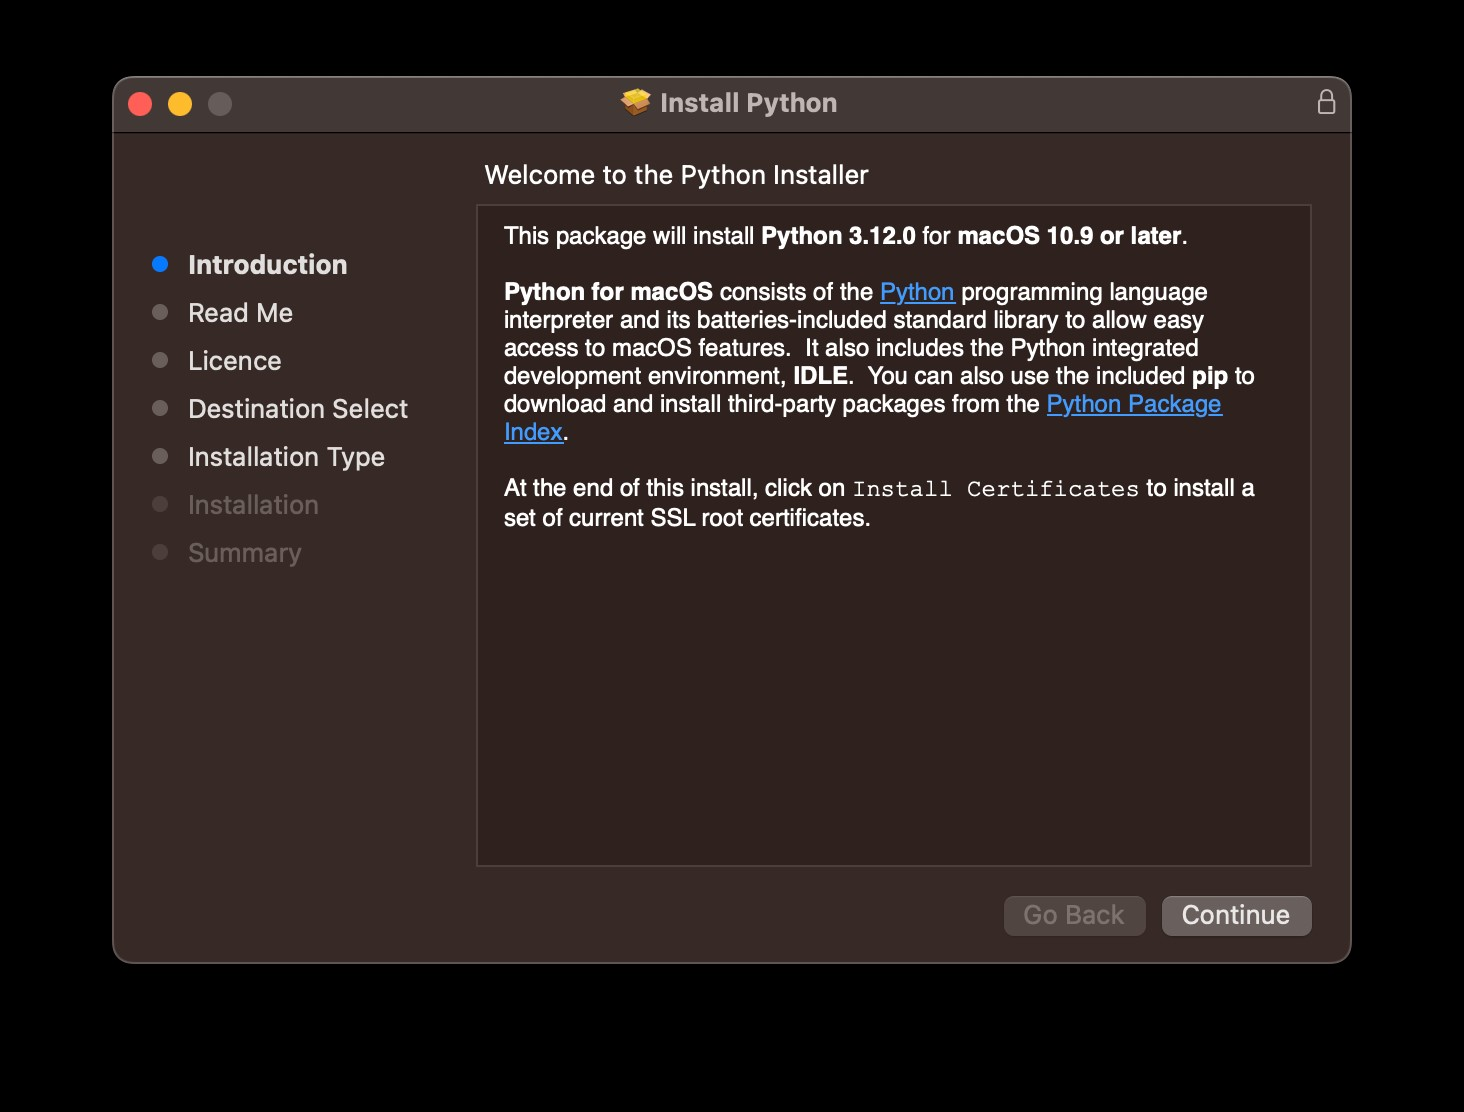 Install Python
Welcome to the Python Installer
Introduction
Read Me
Licence
Destination Select
Installation Type
Installation
Summary
This package will install Python 3.12.0 for macOS 10.9 or later.
Python for macOS consists of the Python programming language
interpreter and its batteries-included standard library to allow easy
access to macOS features.  It also includes the Python integrated
development environment, IDLE.  You can also use the included pip to
download and install third-party packages from the Python Package
Index.
At the end of this install, click on Install Certificates to install a
set of current SSL root certificates.
Go Back
Continue